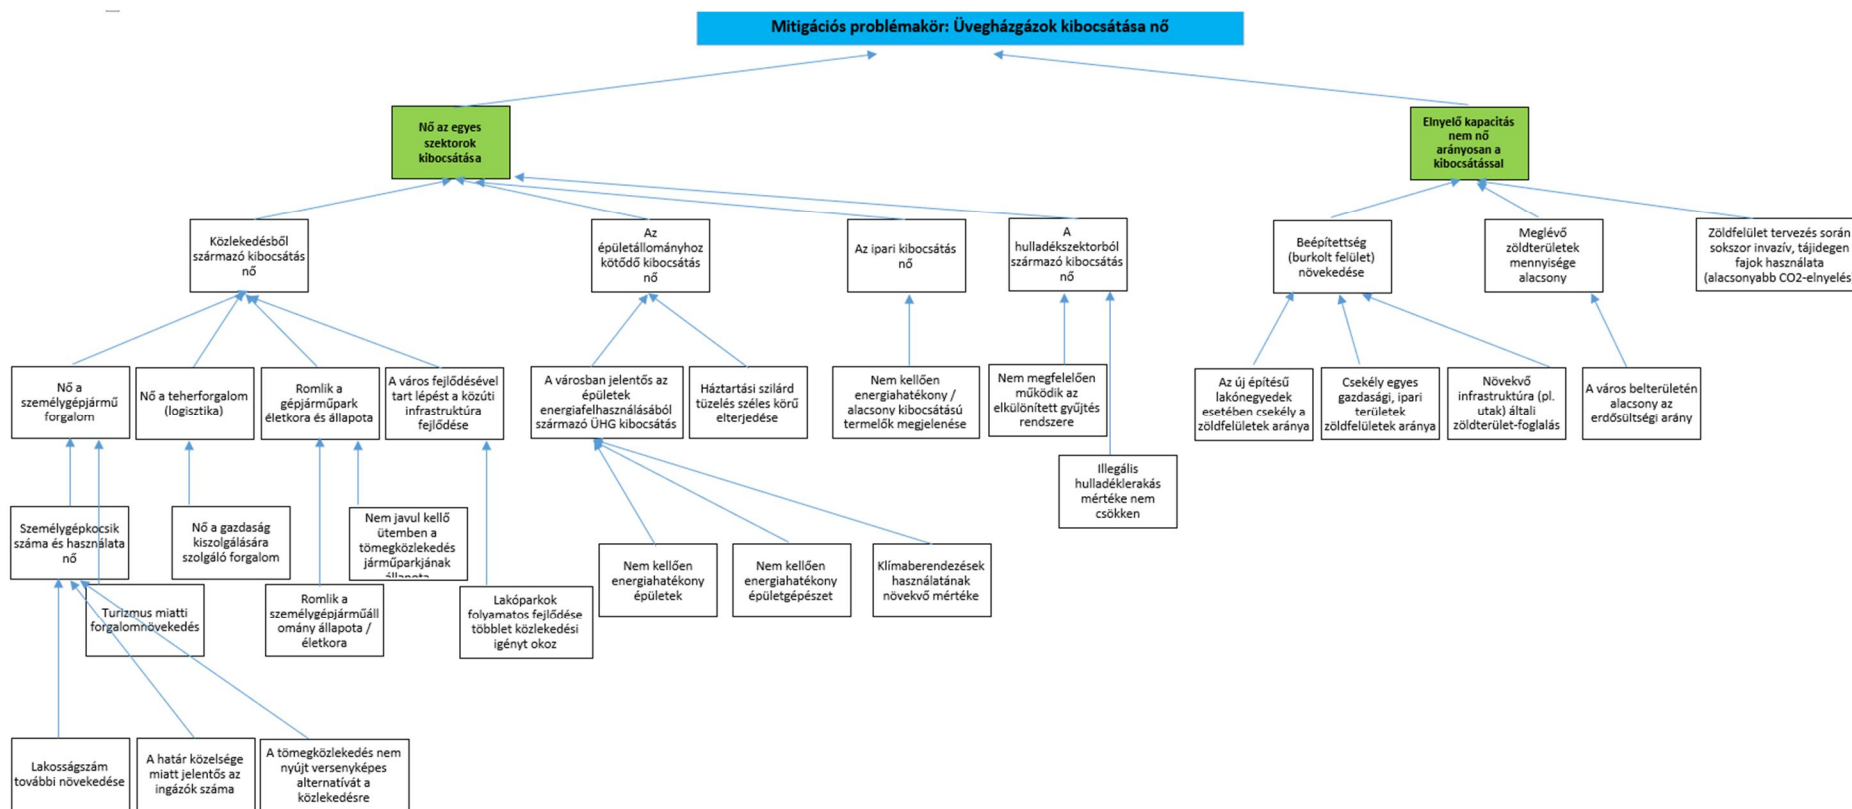 Mitigációs problémakör: Üvegházgázok kibocsátása nő
Nő az egyes
szektorok
kibocsátása
Elnyelő kapacitás
nem nő
arányosan a
kibocsátással
Közlekedésből
származó kibocsátás
nő
Az
épületállományhoz
kötődő kibocsátás
nő
Az ipari kibocsátás
nő
A
hulladékszektorból
származó kibocsátás
nő
Beépítettség
(burkolt felület)
növekedése
Meglévő
zöldterületek
mennyisége
alacsony
Zöldfelület tervezés során
sokszor invazív, tájidegen
fajok használata
(alacsonyabb CO2-elnyelés
Nő a
személygépjármű
forgalom
Nő a teherforgalom
(logisztika)
Romlik a
gépjárműpark
életkora és állapota
A város fejlődésével
tart lépést a közúti
infrastruktúra
fejlődése
A városban jelentős az
épületek
energiafelhasználásából
származó ÜHG kibocsátás
Háztartási szilárd
tüzelés széles körű
elterjedése
Nem kellően
energiahatékony /
alacsony kibocsátású
termelők megjelenése
Nem megfelelően
működik az
elkülönített gyűjtés
rendszere
Az új építésű
lakónegyedek
esetében csekély a
zöldfelületek aránya
Csekély egyes
gazdasági, ipari
területek
zöldfelületek aránya
Növekvő
infrastruktúra (pl.
utak) általi
zöldterület-foglalás
A város belterületén
alacsony az
erdősültségi arány
Illegális
hulladéklerakás
mértéke nem
csökken
Személygépkocsik
száma és használata
nő
Nő a gazdaság
kiszolgálására
szolgáló forgalom
Nem javul kellő
ütemben a
tömegközlekedés
járműparkjának
állapota
Nem kellően
energiahatékony
épületek
Nem kellően
energiahatékony
épületgépészet
Klímaberendezések
használatának
növekvő mértéke
Turizmus miatti
forgalomnövekedés
Romlik a
személygépjárműáll
omány állapota /
életkora
Lakóparkok
folyamatos fejlődése
többlet közlekedési
igényt okoz
Lakosságszám
további növekedése
A határ közelsége
miatt jelentős az
ingázók száma
A tömegközlekedés nem
nyújt versenyképes
alternatívát a
közlekedésre